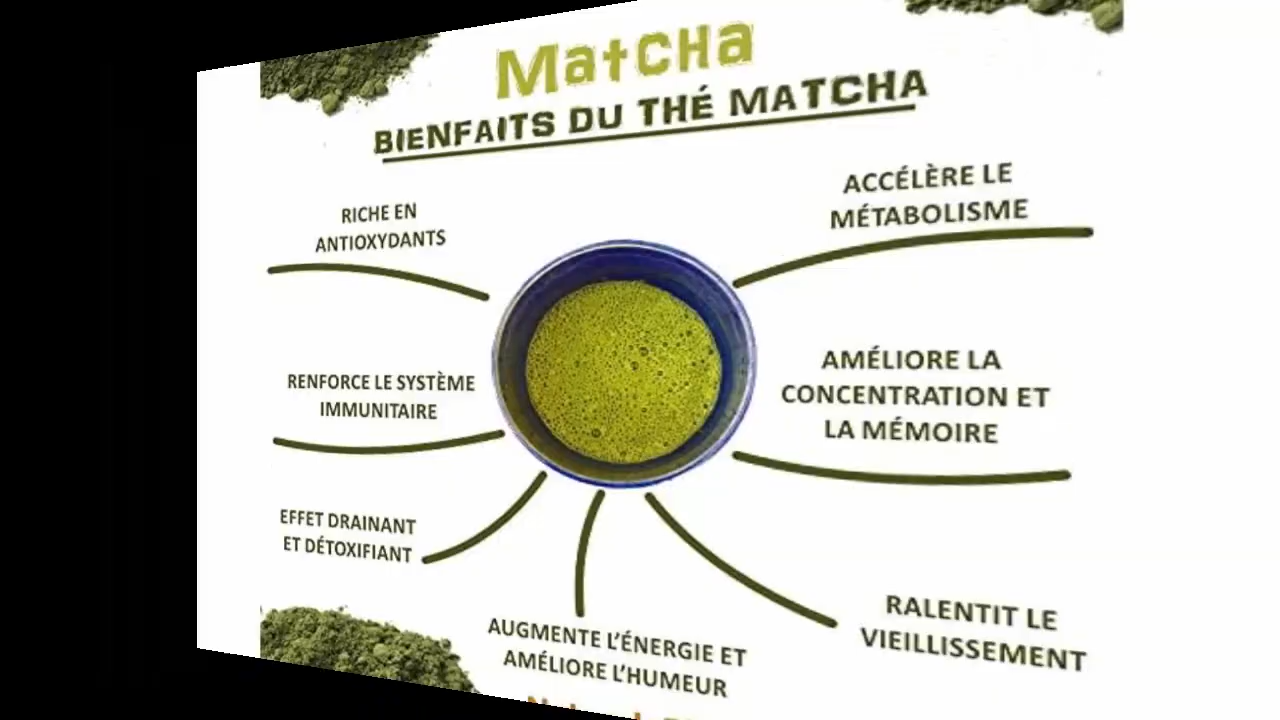 Matcha
BIENFAITS DU THÉ MATCHA
RICHE EN
ANTIOXYDANTS
ACCÉLÈRE LE
MÉTABOLISME
RENFORCE LE SYSTÈME
IMMUNITAIRE
AMÉLIORE LA
CONCENTRATION ET
LA MÉMOIRE
EFFET DRAINANT
ET DÉTOXIFIANT
AUGMENTE L’ÉNERGIE ET
AMÉLIORE L’HUMEUR
RALENTIT LE
VIEILLISSEMENT